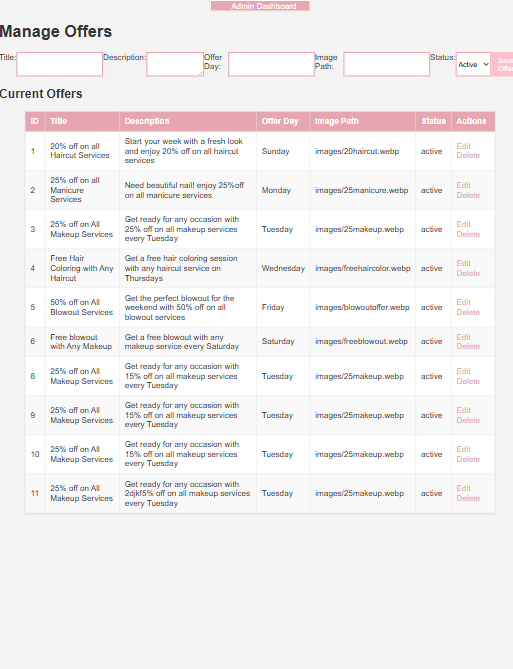 Admin Dashboard
Manage Offers
Title: Description: Offer Day: Image Path: Status: Active Save Offer
Current Offers
ID Title Description Offer Day Image Path Status Actions
1 20% off on all Haircut Services Start your week with a fresh look and enjoy 20% off on all haircut services Sunday images/20haircut.webp active Edit Delete
2 25% off on all Manicure Services Need beautiful nail! enjoy 25%off on all manicure services Monday images/25manicure.webp active Edit Delete
3 25% off on All Makeup Services Get ready for any occasion with 25% off on all makeup services every Tuesday Tuesday images/25makeup.webp active Edit Delete
4 Free Hair Coloring with Any Haircut Get a free hair coloring session with any haircut service on Thursdays Wednesday images/freehaircolor.webp active Edit Delete
5 50% off on All Blowout Services Get the perfect blowout for the weekend with 50% off on all blowout services Friday images/blowoutoffer.webp active Edit Delete
6 Free blowout with Any Makeup Get a free blowout with any makeup service every Saturday Saturday images/freeblowout.webp active Edit Delete
8 25% off on All Makeup Services Get ready for any occasion with 15% off on all makeup services every Tuesday Tuesday images/25makeup.webp active Edit Delete
9 25% off on All Makeup Services Get ready for any occasion with 15% off on all makeup services every Tuesday Tuesday images/25makeup.webp active Edit Delete
10 25% off on All Makeup Services Get ready for any occasion with 15% off on all makeup services every Tuesday Tuesday images/25makeup.webp active Edit Delete
11 25% off on All Makeup Services Get ready for any occasion with 2djkf5% off on all makeup services every Tuesday Tuesday images/25makeup.webp active Edit Delete